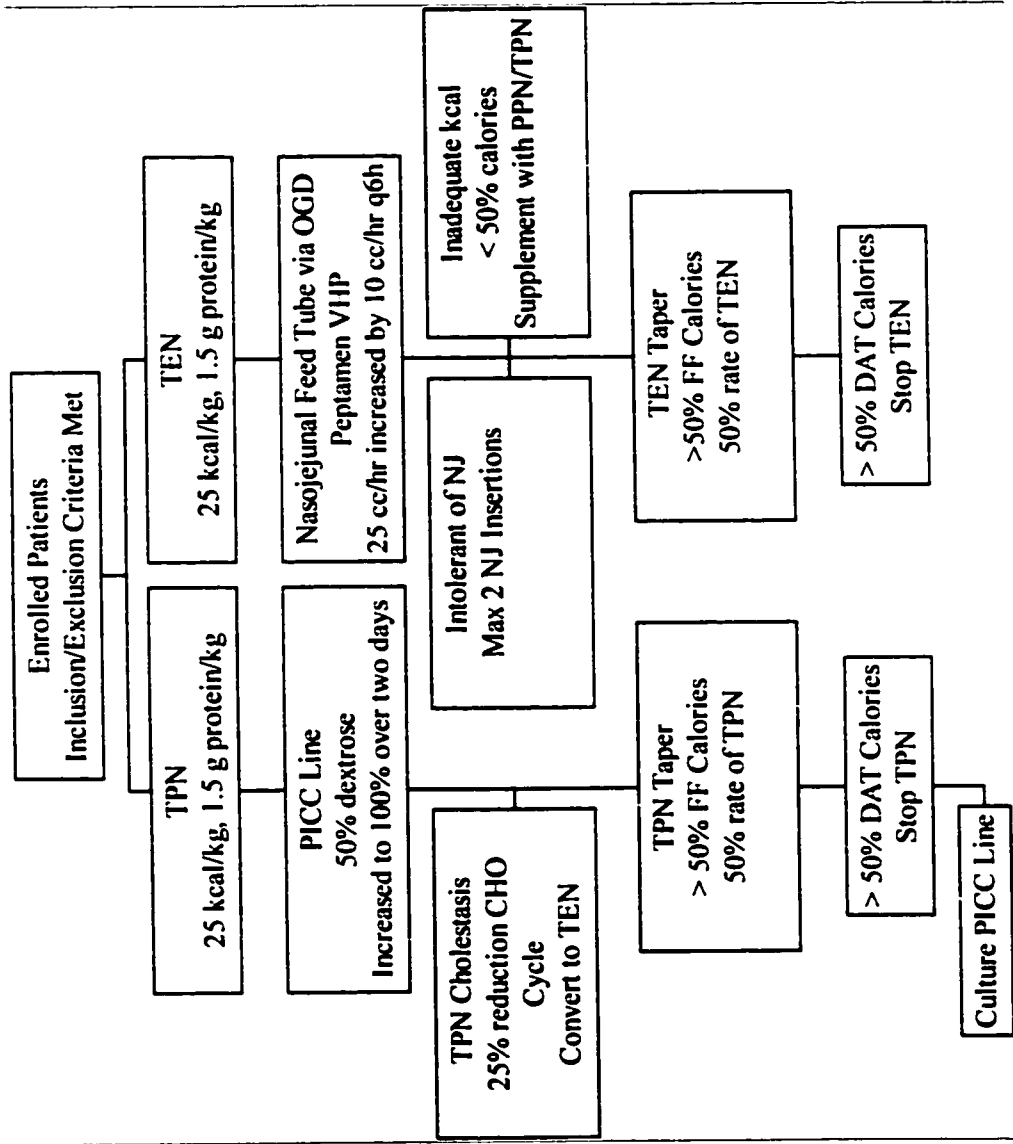 Enrolled Patients
Inclusion/Exclusion Criteria Met
TPN
25 kcal/kg, 1.5 g protein/kg
TEN
25 kcal/kg, 1.5 g protein/kg
PICC Line
50% dextrose
Increased to 100% over two days
Nasojejunal Feed Tube via OGD
Peptamen VHP
25 cc/hr increased by 10 cc/hr q6h
TPN Cholestasis
25% reduction CHO
Cycle
Convert to TEN
Intolerant of NJ
Max 2 NJ Insertions
Inadequate kcal
< 50% calories
Supplement with PPN/TPN
TPN Taper
> 50% FF Calories
50% rate of TPN
TEN Taper
>50% FF Calories
50% rate of TEN
> 50% DAT Calories
Stop TPN
> 50% DAT Calories
Stop TEN
Culture PICC Line